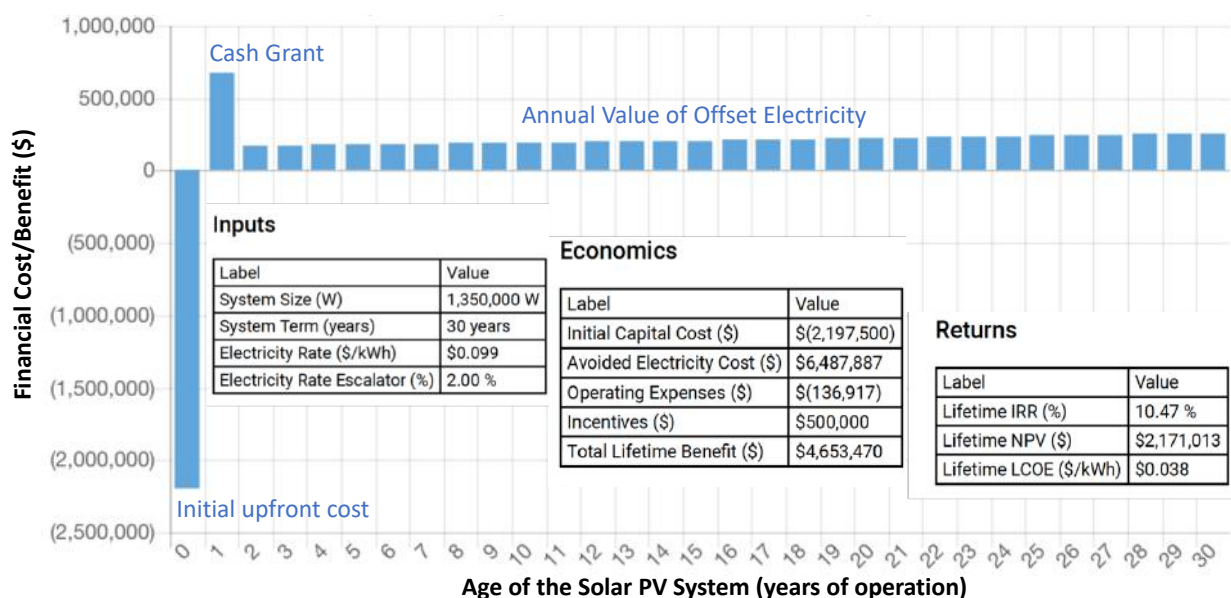 1,000,000
Cash Grant
500,000
Annual Value of Offset Electricity
0
Financial Cost/Benefit ($)
(500,000)
(1,000,000)
(1,500,000)
(2,000,000)
(2,500,000)
Inputs
Label Value
System Size (W) 1,350,000 W
System Term (years) 30 years
Electricity Rate ($/kWh) $0.099
Electricity Rate Escalator (%) 2.00 %
Economics
Label Value
Initial Capital Cost ($) $(2,197,500)
Avoided Electricity Cost ($) $6,487,887
Operating Expenses ($) $(136,917)
Incentives ($) $500,000
Total Lifetime Benefit ($) $4,653,470
Returns
Label Value
Lifetime IRR (%) 10.47 %
Lifetime NPV ($) $2,171,013
Lifetime LCOE ($/kWh) $0.038
Initial upfront cost
0 1 2 3 4 5 6 7 8 9 10 11 12 13 14 15 16 17 18 19 20 21 22 23 24 25 26 27 28 29 30
Age of the Solar PV System (years of operation)